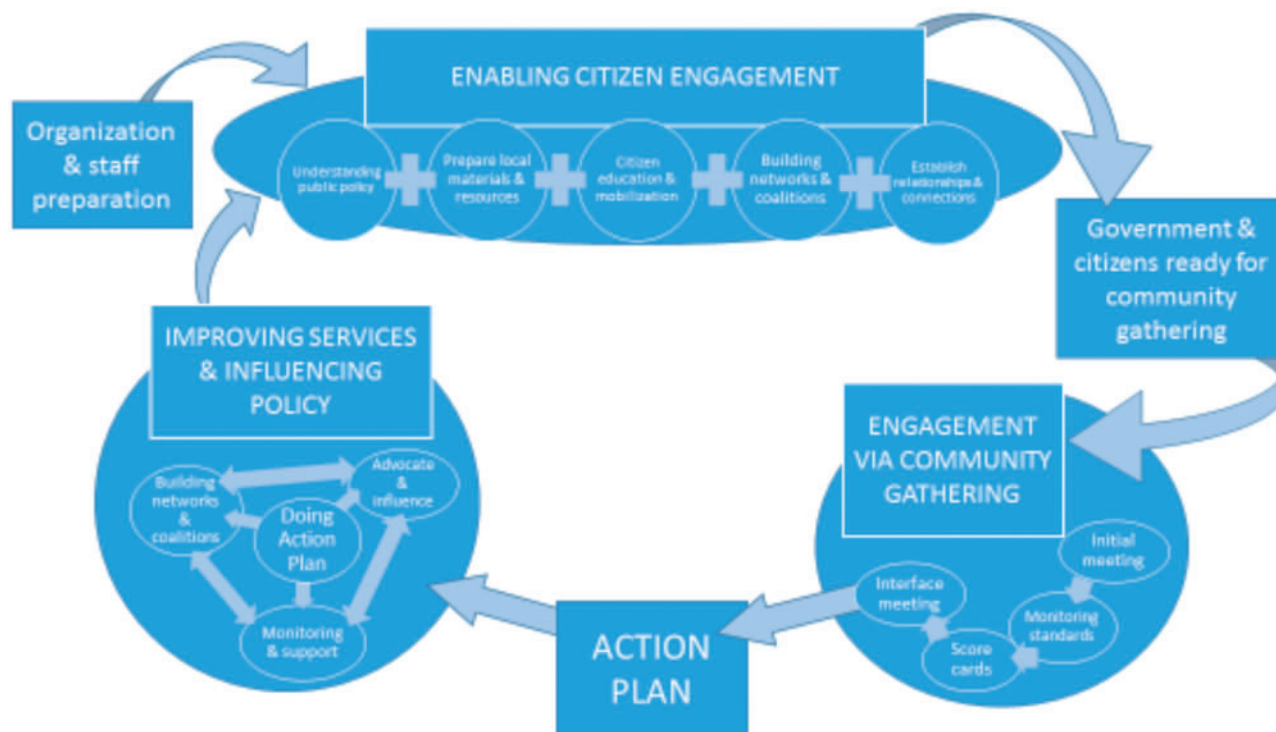 ENABLING CITIZEN ENGAGEMENT
Organization
& staff
preparation
Understanding
public policy
Prepare local
materials &
resources
Citizen
education &
mobilization
Building
networks &
coalitions
Establish
relationships &
connections
Government &
citizens ready for
community
gathering
IMPROVING SERVICES
& INFLUENCING
POLICY
Building
networks
&
coalitions
Advocate
&
influence
Doing
Action
Plan
Monitoring
& support
ENGAGEMENT
VIA COMMUNITY
GATHERING
Initial
meeting
Monitoring
standards
Score
cards
Interface
meeting
ACTION
PLAN